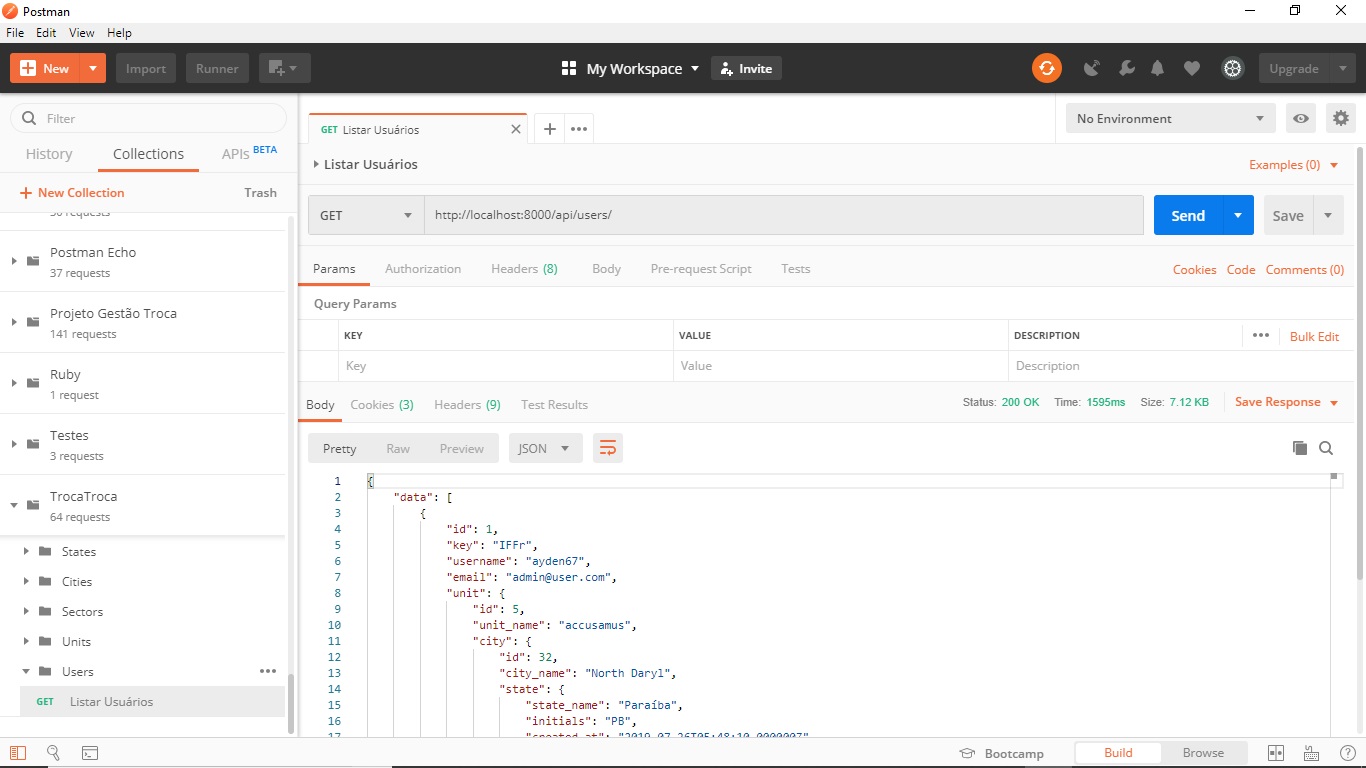 Postman
File Edit View Help
New Import Runner My Workspace Invite Upgrade
Filter
History Collections APIs BETA
New Collection Trash
Postman Echo
37 requests
Projeto Gestão Troca
141 requests
Ruby
1 request
Testes
3 requests
TrocaTroca
64 requests
States
Cities
Sectors
Units
Users
GET Listar Usuários
GET Listar Usuários
No Environment
Listar Usuários
Examples (0)
GET http://localhost:8000/api/users/ Send Save
Params Authorization Headers (8) Body Pre-request Script Tests Cookies Code Comments (0)
Query Params
KEY VALUE DESCRIPTION Bulk Edit
Key Value Description
Body Cookies (3) Headers (9) Test Results Status: 200 OK Time: 1595ms Size: 7.12 KB Save Response
Pretty Raw Preview JSON
1 {
2 "data": [
3 {
4 "id": 1,
5 "key": "IFFr",
6 "username": "ayden67",
7 "email": "admin@user.com",
8 "unit": {
9 "id": 5,
10 "unit_name": "accusamus",
11 "city": {
12 "id": 32,
13 "city_name": "North Daryl",
14 "state": {
15 "state_name": "Paraíba",
16 "initials": "PB",
17 "created_at":
Bootcamp Build Browse